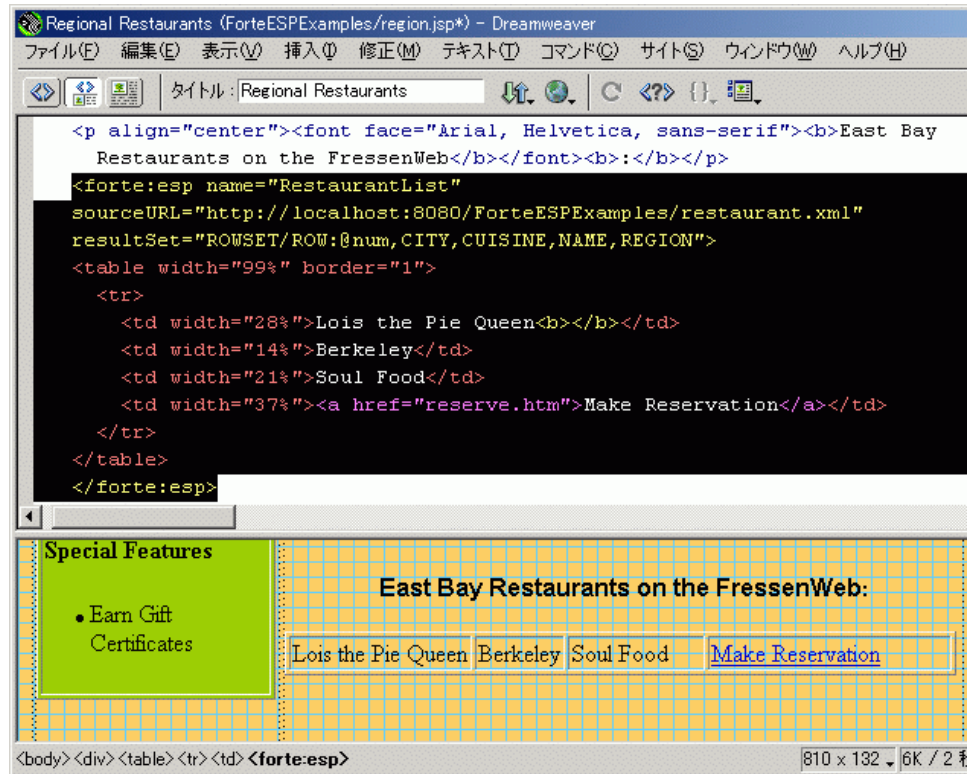 Regional Restaurants (ForteESPExamples/region.jsp*) - Dreamweaver
ファイル(F) 編集(E) 表示(V) 挿入(I) 修正(M) テキスト(T) コマンド(C) サイト(S) ウィンドウ(W) ヘルプ(H)
タイトル : Regional Restaurants
<p align="center"><font face="Arial, Helvetica, sans-serif"><b>East Bay
Restaurants on the FressenWeb</b></font><b>:</b></p>
<forte:esp name="RestaurantList"
sourceURL="http://localhost:8080/ForteESPExamples/restaurant.xml"
resultSet="ROWSET/ROW:@num,CITY,CUISINE,NAME,REGION">
<table width="99%" border="1">
<tr>
<td width="28%">Lois the Pie Queen<b></b></td>
<td width="14%">Berkeley</td>
<td width="21%">Soul Food</td>
<td width="37%"><a href="reserve.htm">Make Reservation</a></td>
</tr>
</table>
</forte:esp>
Special Features
• Earn Gift
Certificates
East Bay Restaurants on the FressenWeb:
Lois the Pie Queen Berkeley Soul Food Make Reservation
<body> <div> <table> <tr> <td> <forte:esp>
810 x 132 6K / 2